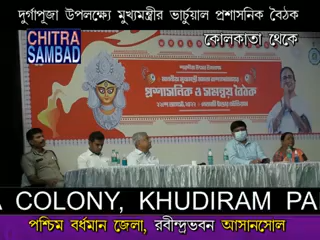 দুর্গাপূজা উপলক্ষ্যে মুখ্যমন্ত্রীর ভার্চুয়াল প্রশাসনিক বৈঠক
CHITRA
SAMBAD
কোলকাতা থেকে
প্রশাসনিক ও সমন্বয় বৈঠক
A COLONY, KHUDIRAM PA
পশ্চিম বর্ধমান জেলা, রবীন্দ্রভবন আসানসোল